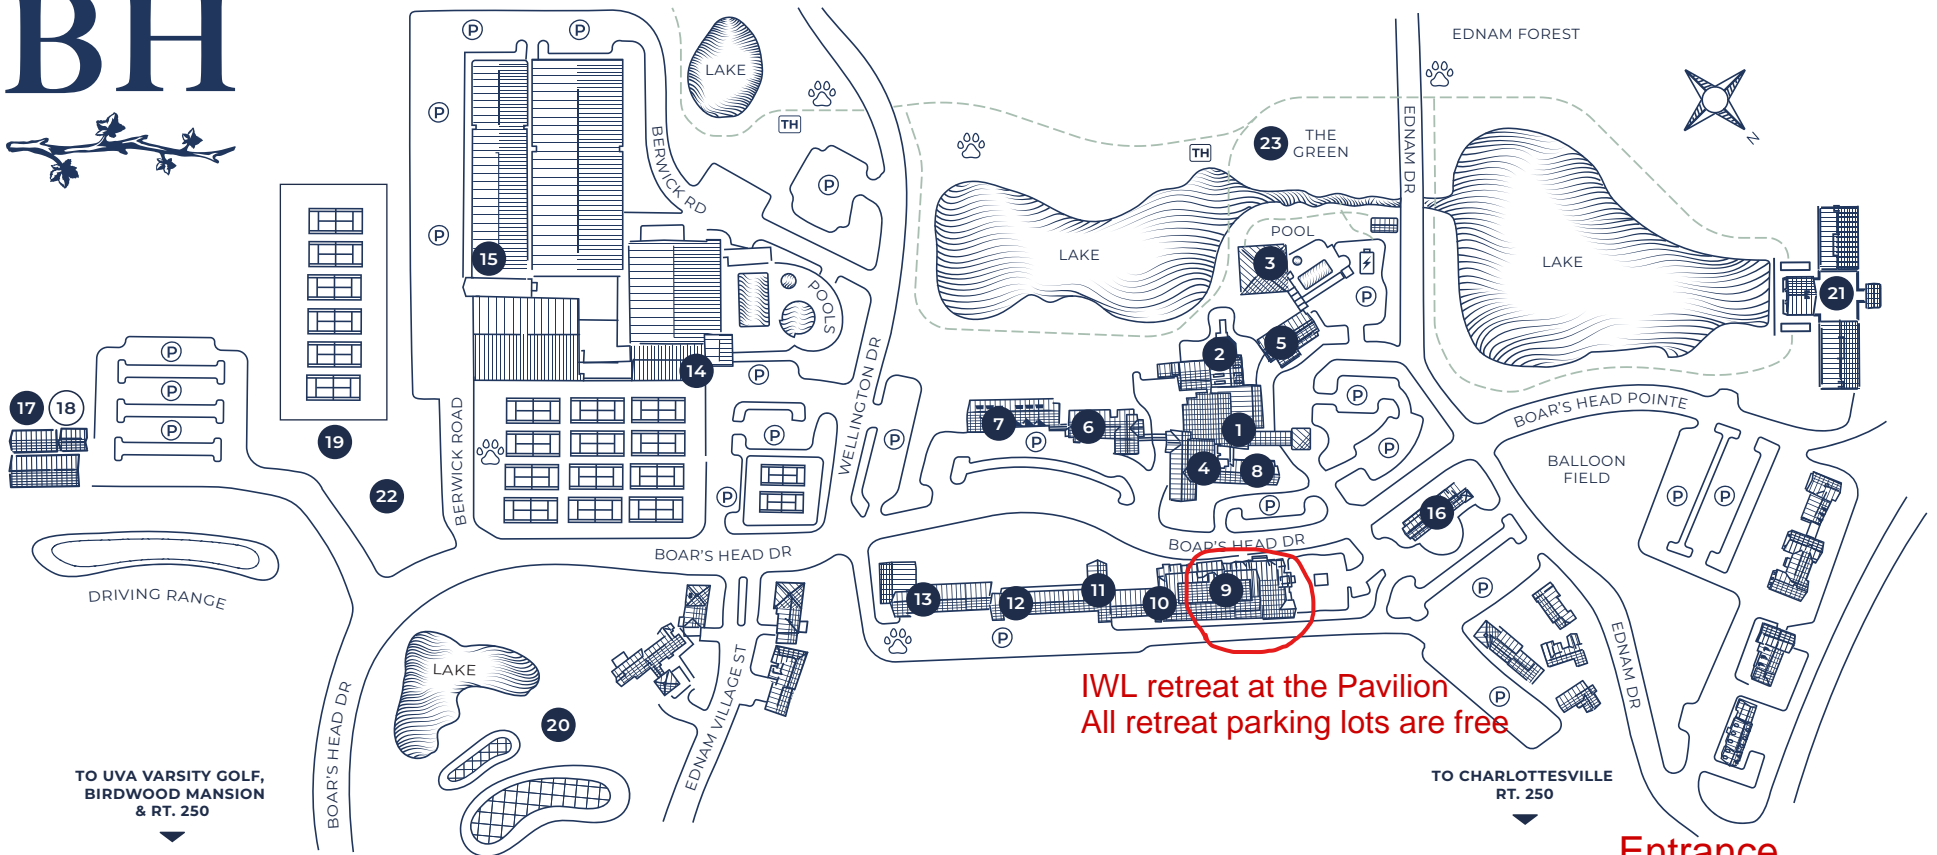 BH
EDNAM FOREST
P
P
LAKE
P
TH
EDNAM DR
23
THE
GREEN
TH
N
BERWICK RD
P
P
15
POOL
3
LAKE
LAKE
P
21
POOLS
14
P
WELLINGTON DR
2
5
P
P
P
17
18
19
22
BERWICK ROAD
P
P
P
7
6
P
1
4
8
P
P
P
BOAR'S HEAD POINTE
BALLOON
FIELD
P
P
16
DRIVING RANGE
BOAR'S HEAD DR
BOAR'S HEAD DR
13
12
11
10
9
P
P
LAKE
20
EDNAM VILLAGE ST
BOAR'S HEAD DR
IWL retreat at the Pavilion
All retreat parking lots are free
P
EDNAM DR
TO UVA VARSITY GOLF,
BIRDWOOD MANSION
& RT. 250
TO CHARLOTTESVILLE
RT. 250
Entrance